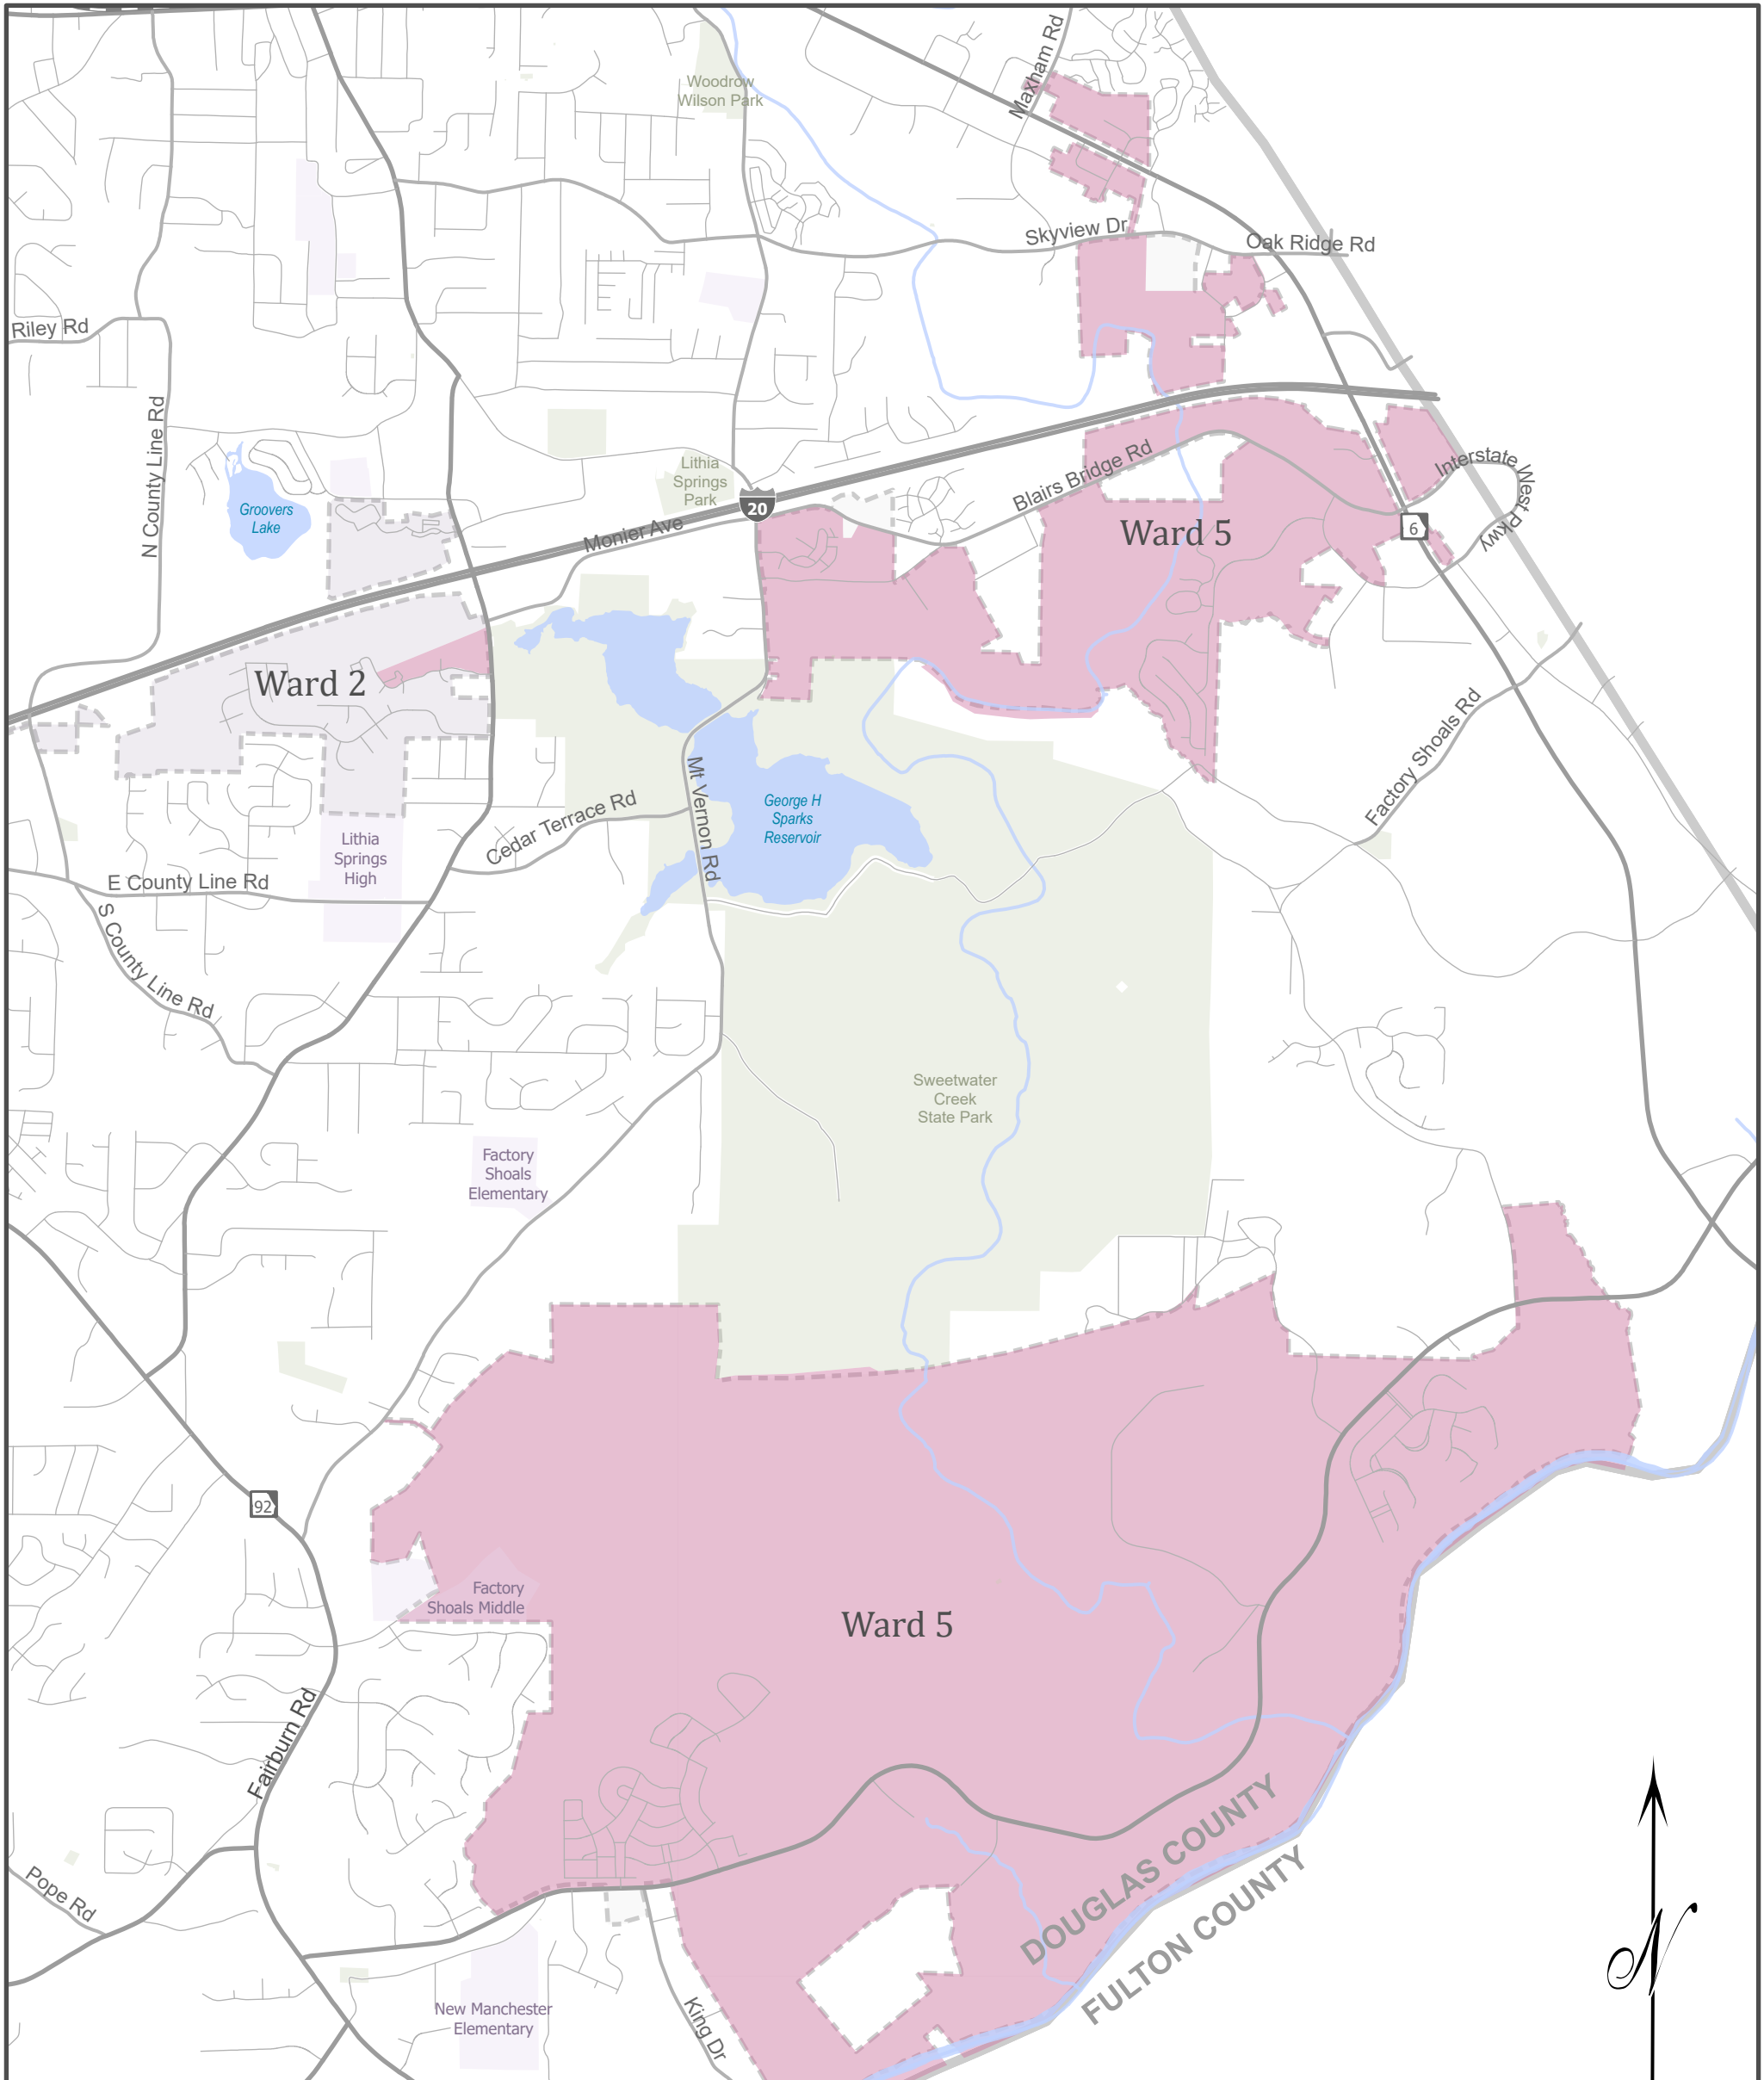 Maxham Rd
Woodrow
Wilson Park
Skyview Dr
Oak Ridge Rd
Riley Rd
N County Line Rd
Lithia
Springs
Park
Blairs Bridge Rd
Interstate West Pkwy
Groovers
Lake
20
Monier Ave
Ward 5
6
Ward 2
Factory Shoals Rd
Mt Vernon Rd
Cedar Terrace Rd
George H
Sparks
Reservoir
Lithia
Springs
High
E County Line Rd
S County Line Rd
Sweetwater
Creek
State Park
Factory
Shoals
Elementary
92
Factory
Shoals Middle
Ward 5
Fairburn Rd
DOUGLAS COUNTY
FULTON COUNTY
Pope Rd
New Manchester
Elementary
King Dr
N